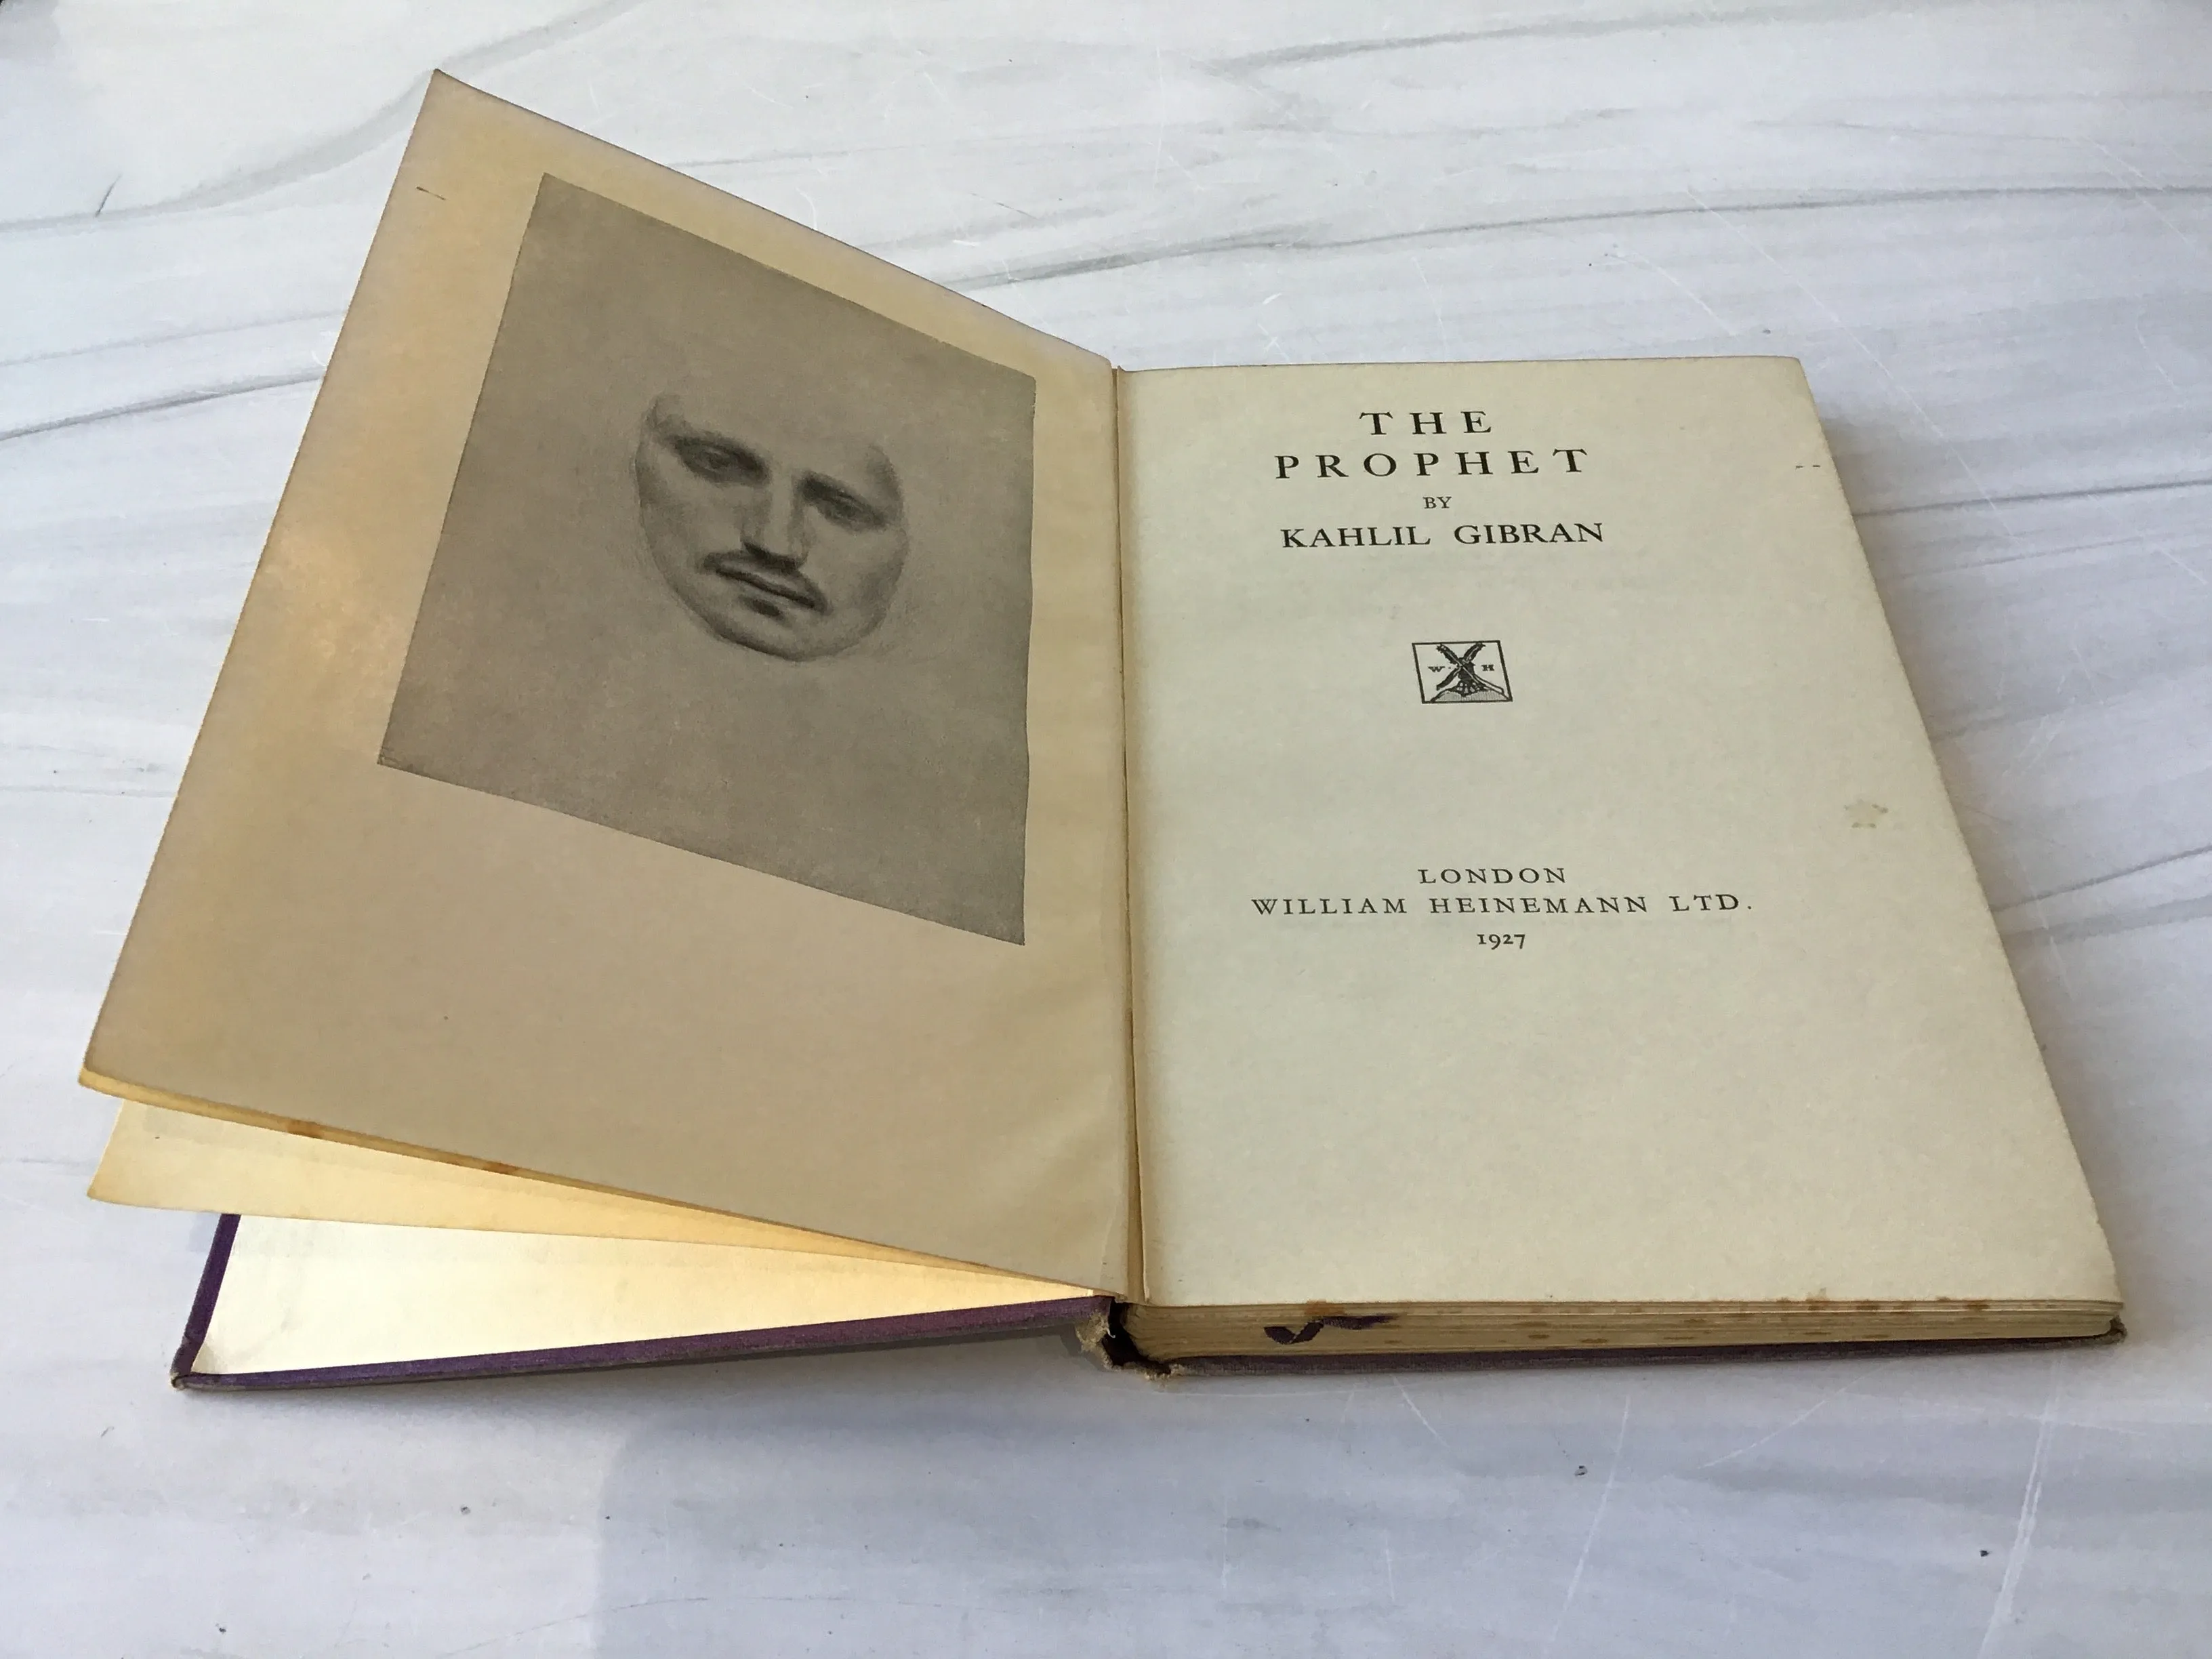 THE
PROPHET
BY
KAHLIL GIBRAN
W H
LONDON
WILLIAM HEINEMANN LTD.
1927